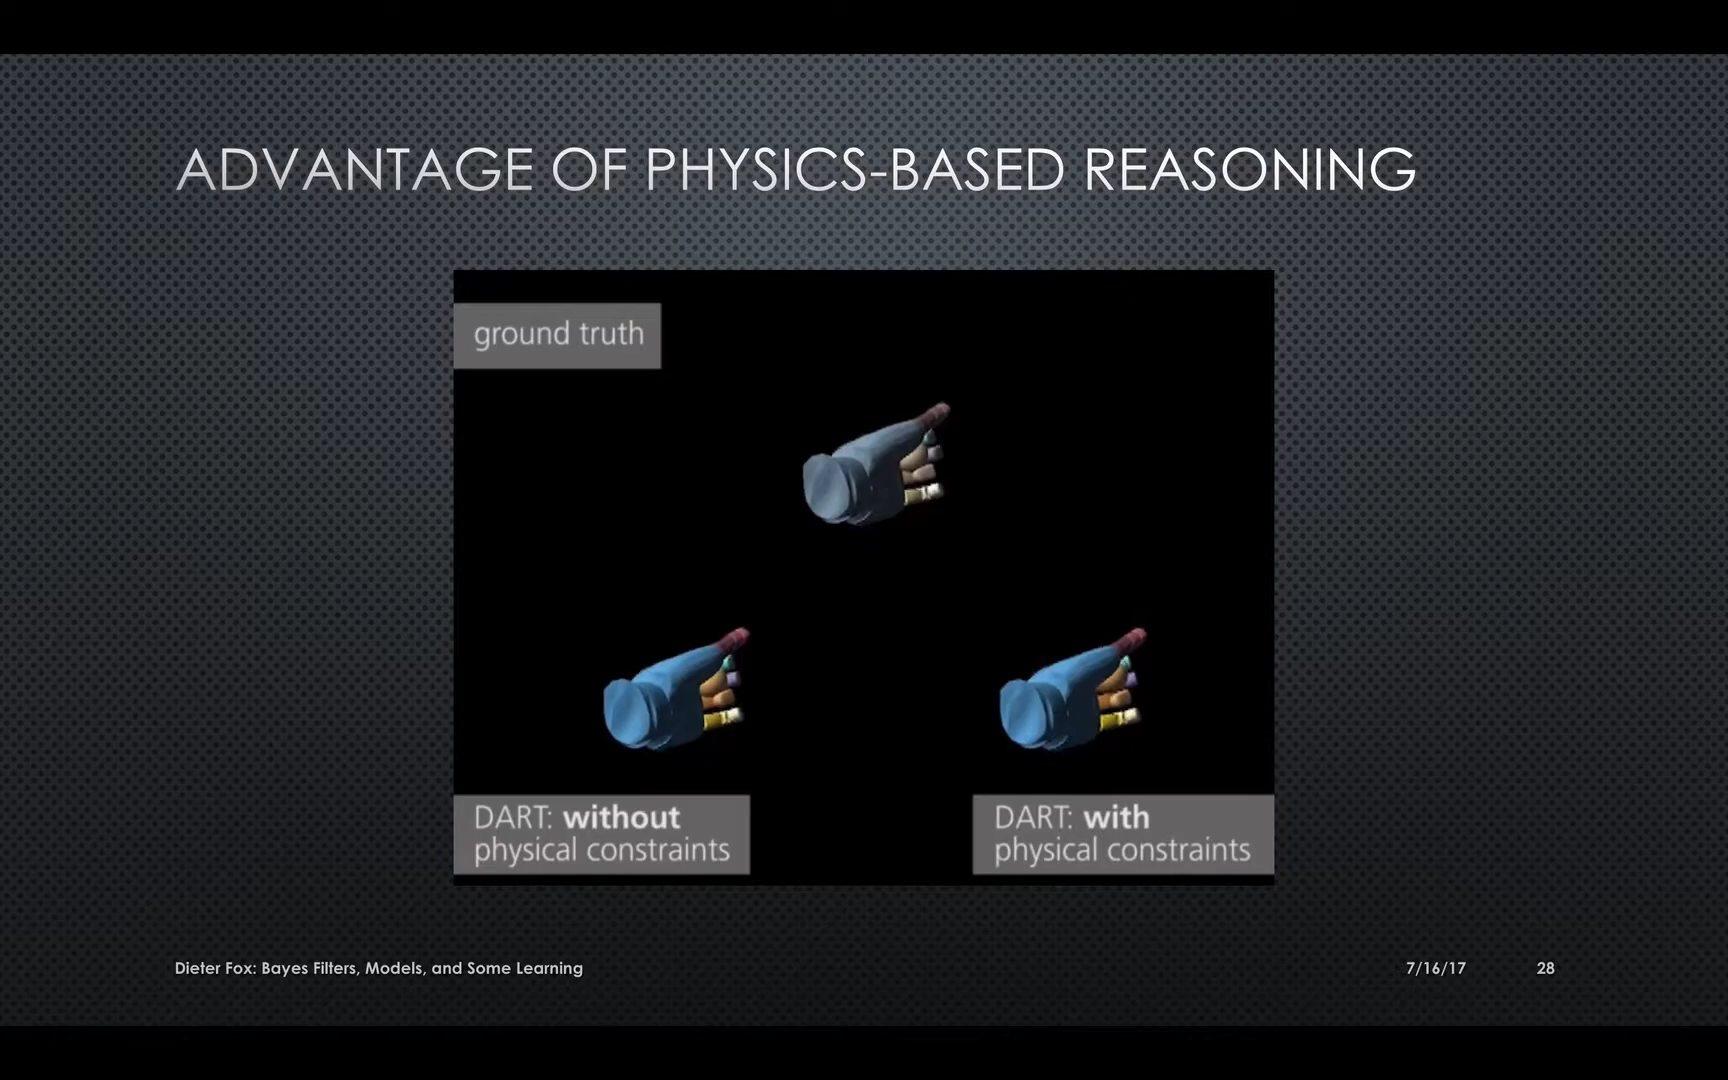 ADVANTAGE OF PHYSICS-BASED REASONING
ground truth
DART: without
physical constraints
DART: with
physical constraints
Dieter Fox: Bayes Filters, Models, and Some Learning
7/16/17
28